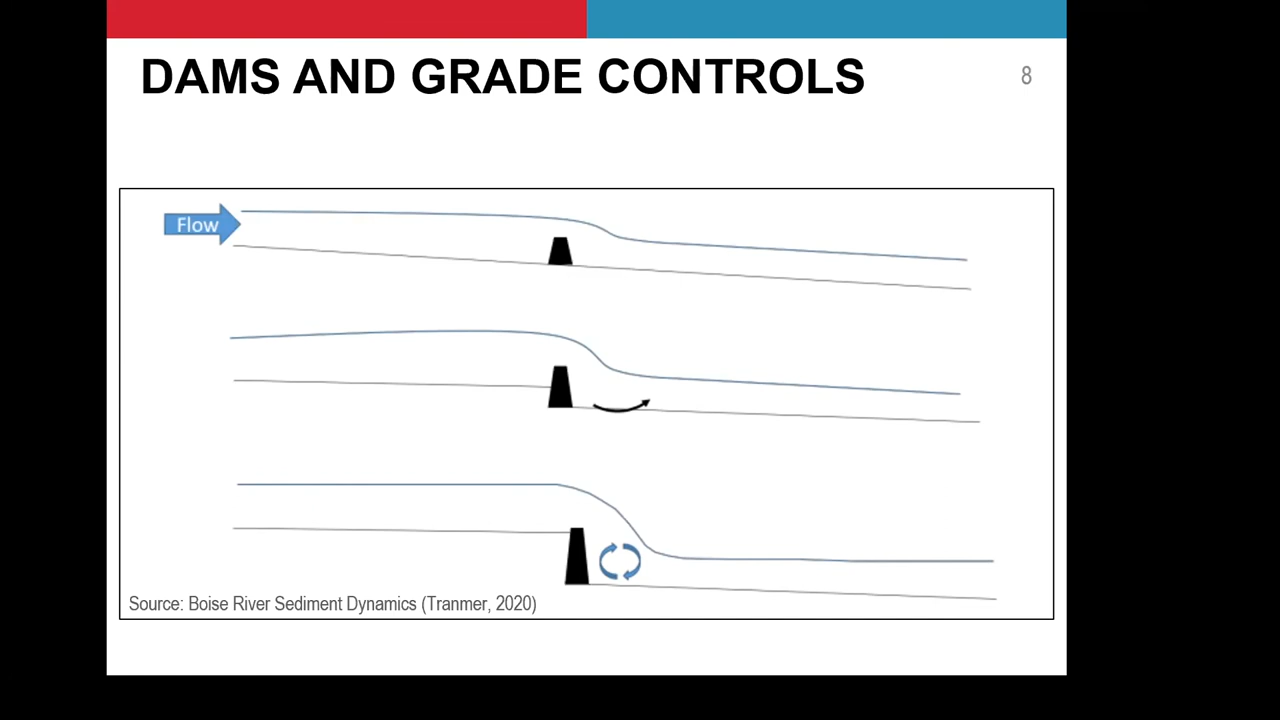 DAMS AND GRADE CONTROLS
8
Flow
Source: Boise River Sediment Dynamics (Tranmer, 2020)